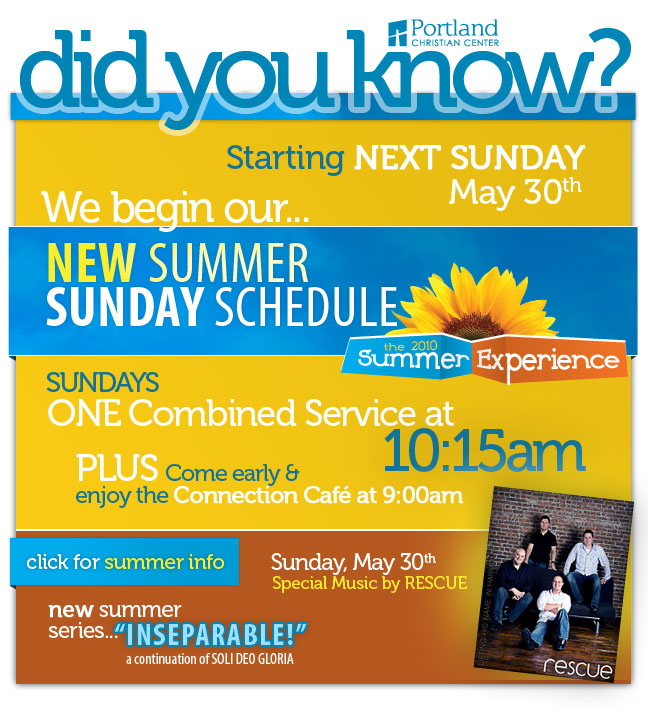 Portland
CHRISTIAN CENTER
did you know?
Starting NEXT SUNDAY
May 30th
We begin our...
NEW SUMMER
SUNDAY SCHEDULE
the 2010
Summer Experience
SUNDAYS
ONE Combined Service at
10:15am
PLUS Come early &
enjoy the Connection Café at 9:00am
click for summer info
Sunday, May 30th
Special Music by RESCUE
new summer
series... "INSEPARABLE!"
a continuation of SOLI DEO GLORIA
rescue